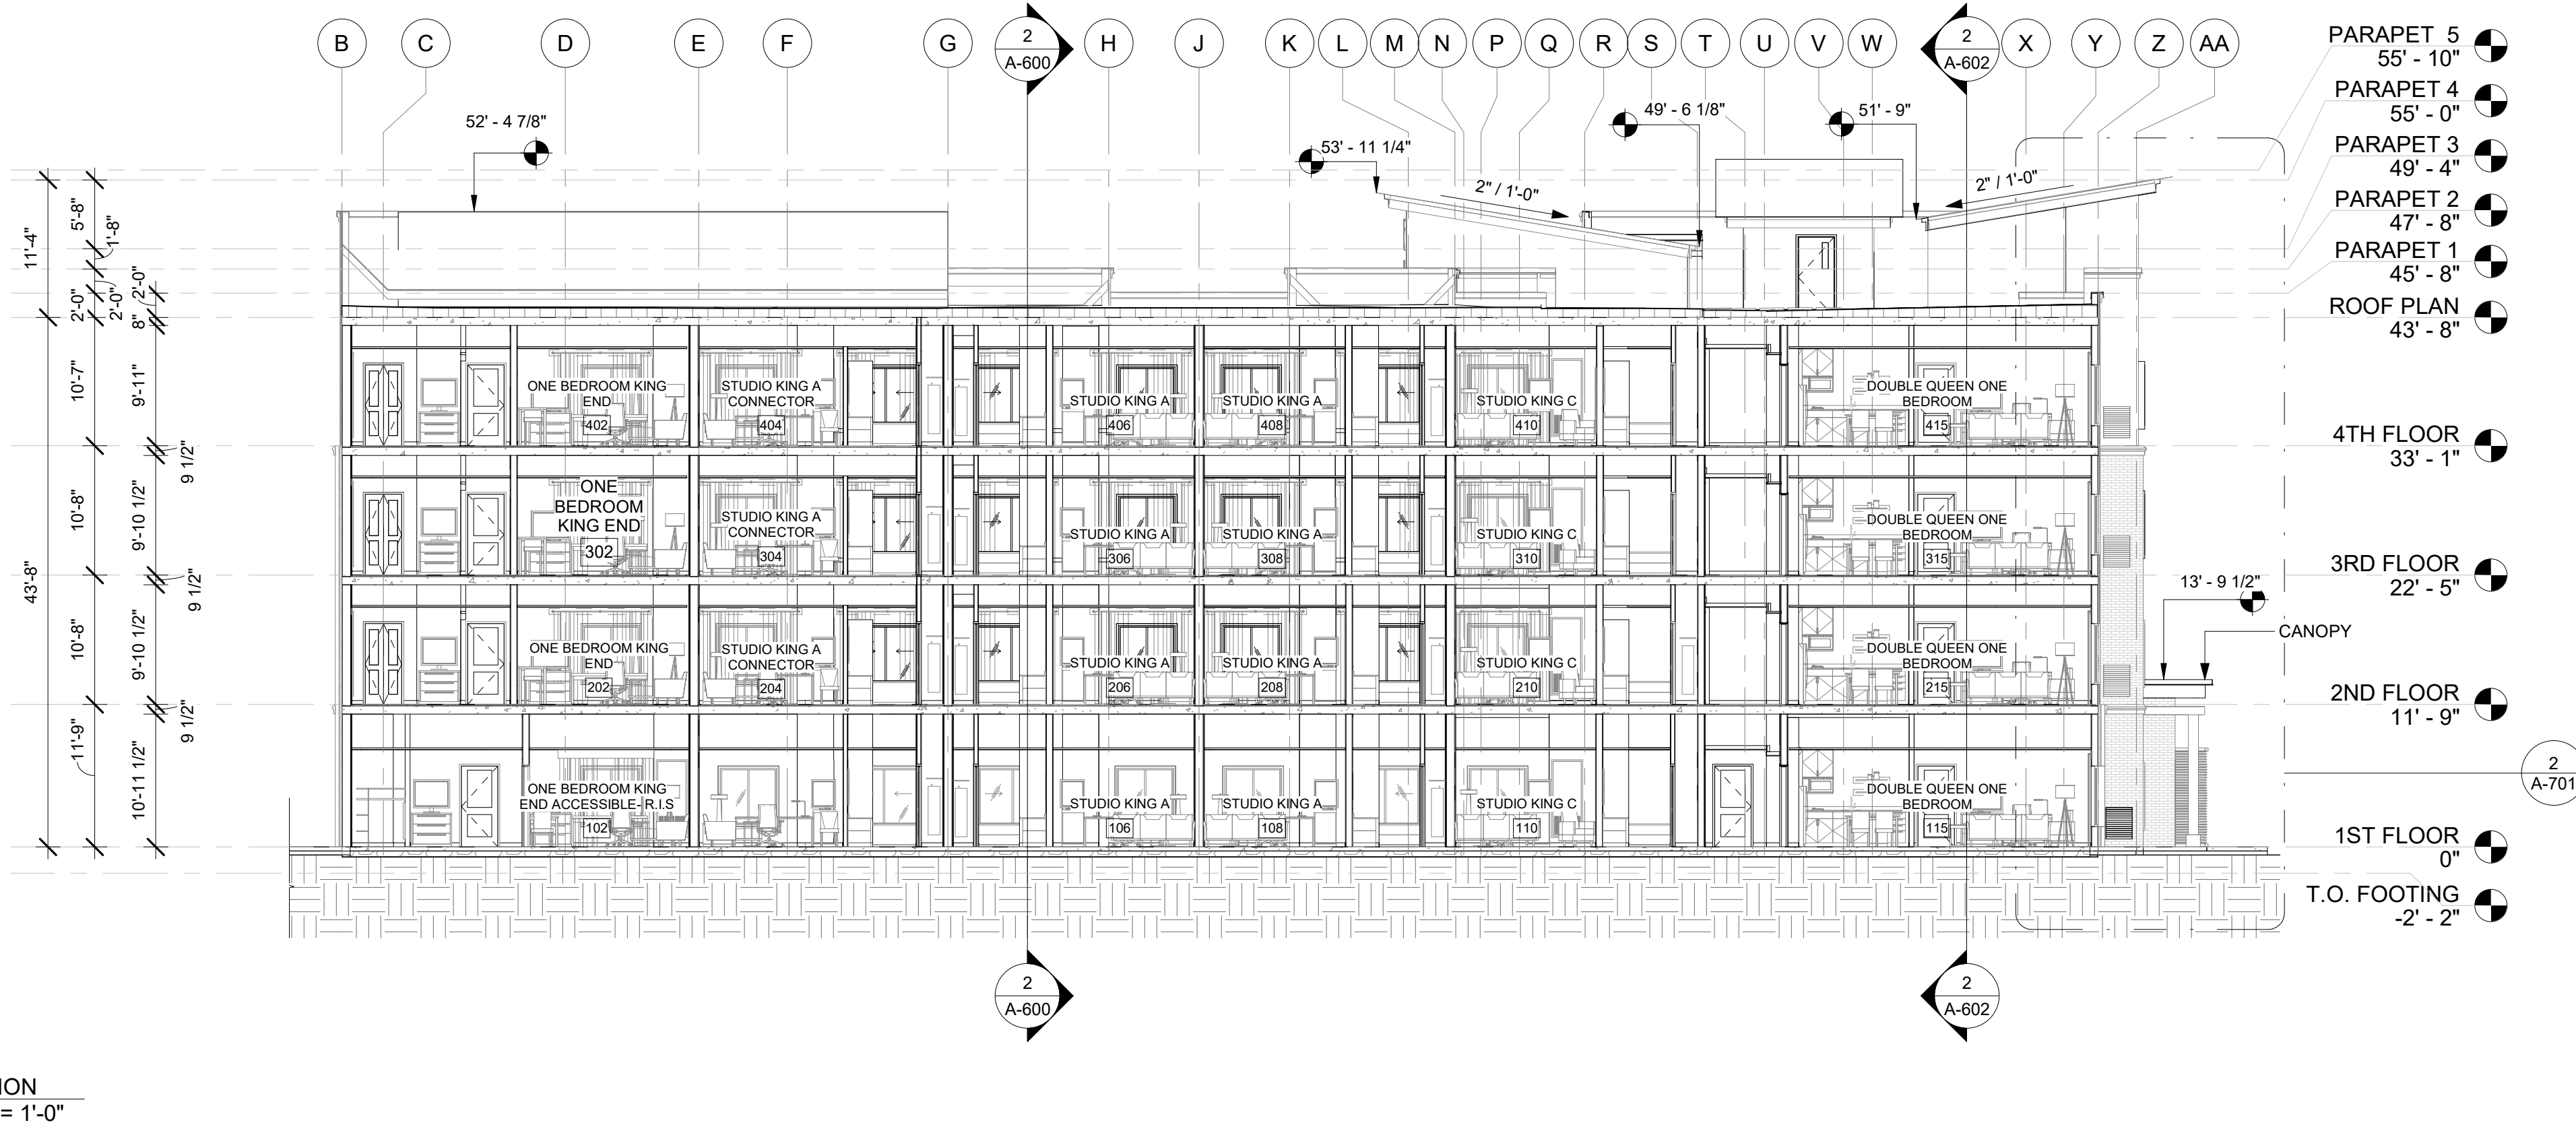 B
C
D
E
F
G
2
A-600
H
J
K
L
M
N
P
Q
R
S
T
U
V
W
2
A-602
X
Y
Z
AA
PARAPET 5
55' - 10"
PARAPET 4
55' - 0"
PARAPET 3
49' - 4"
PARAPET 2
47' - 8"
PARAPET 1
45' - 8"
ROOF PLAN
43' - 8"
4TH FLOOR
33' - 1"
3RD FLOOR
22' - 5"
2ND FLOOR
11' - 9"
1ST FLOOR
0"
T.O. FOOTING
-2' - 2"
52' - 4 7/8"
53' - 11 1/4"
49' - 6 1/8"
51' - 9"
2" / 1'-0"
2" / 1'-0"
13' - 9 1/2"
CANOPY
2
A-701
11'-4"
43'-8"
5'-8"
1'-8"
2'-0"
2'-0"
2'-0"
8"
10'-7"
9'-11"
9 1/2"
10'-8"
9'-10 1/2"
9 1/2"
10'-8"
9'-10 1/2"
9 1/2"
11'-9"
10'-11 1/2"
ONE BEDROOM KING
END
402
STUDIO KING A
CONNECTOR
404
STUDIO KING A
406
STUDIO KING A
408
STUDIO KING C
410
DOUBLE QUEEN ONE
BEDROOM
415
ONE
BEDROOM
KING END
302
STUDIO KING A
CONNECTOR
304
STUDIO KING A
306
STUDIO KING A
308
STUDIO KING C
310
DOUBLE QUEEN ONE
BEDROOM
315
ONE BEDROOM KING
END
202
STUDIO KING A
CONNECTOR
204
STUDIO KING A
206
STUDIO KING A
208
STUDIO KING C
210
DOUBLE QUEEN ONE
BEDROOM
215
ONE BEDROOM KING
END ACCESSIBLE- R.I.S
102
STUDIO KING A
106
STUDIO KING A
108
STUDIO KING C
110
DOUBLE QUEEN ONE
BEDROOM
115
2
A-600
2
A-602
ION
= 1'-0"